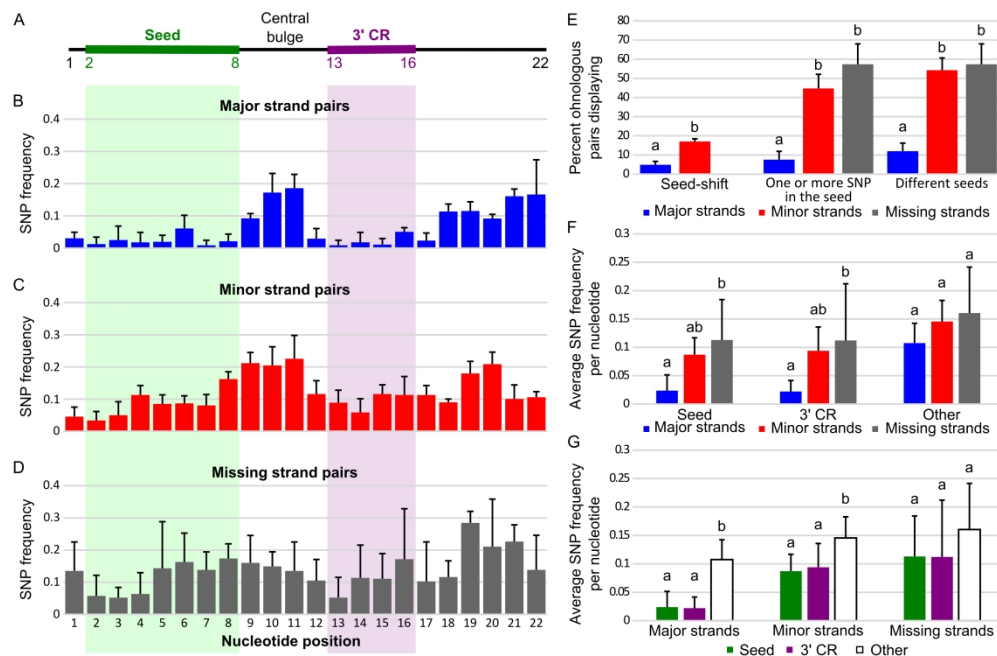 A
Seed
Central
bulge
3' CR
1 2 8 13 16 22
B
Major strand pairs
SNP frequency
0.4
0.3
0.2
0.1
0
C
Minor strand pairs
SNP frequency
0.4
0.3
0.2
0.1
0
D
Missing strand pairs
SNP frequency
0.4
0.3
0.2
0.1
0
1 2 3 4 5 6 7 8 9 10 11 12 13 14 15 16 17 18 19 20 21 22
Nucleotide position
E
Percent ohnologous
pairs displaying
80
70
60
50
40
30
20
10
0
a b a b b a b b
Seed-shift
One or more SNP
in the seed
Different seeds
Major strands Minor strands Missing strands
F
Average SNP frequency
per nucleotide
0.3
0.25
0.2
0.15
0.1
0.05
0
a ab b a ab b a a a
Seed 3' CR Other
Major strands Minor strands Missing strands
G
Average SNP frequency
per nucleotide
0.3
0.25
0.2
0.15
0.1
0.05
0
a a b a a b a a a
Major strands Minor strands Missing strands
Seed 3' CR Other